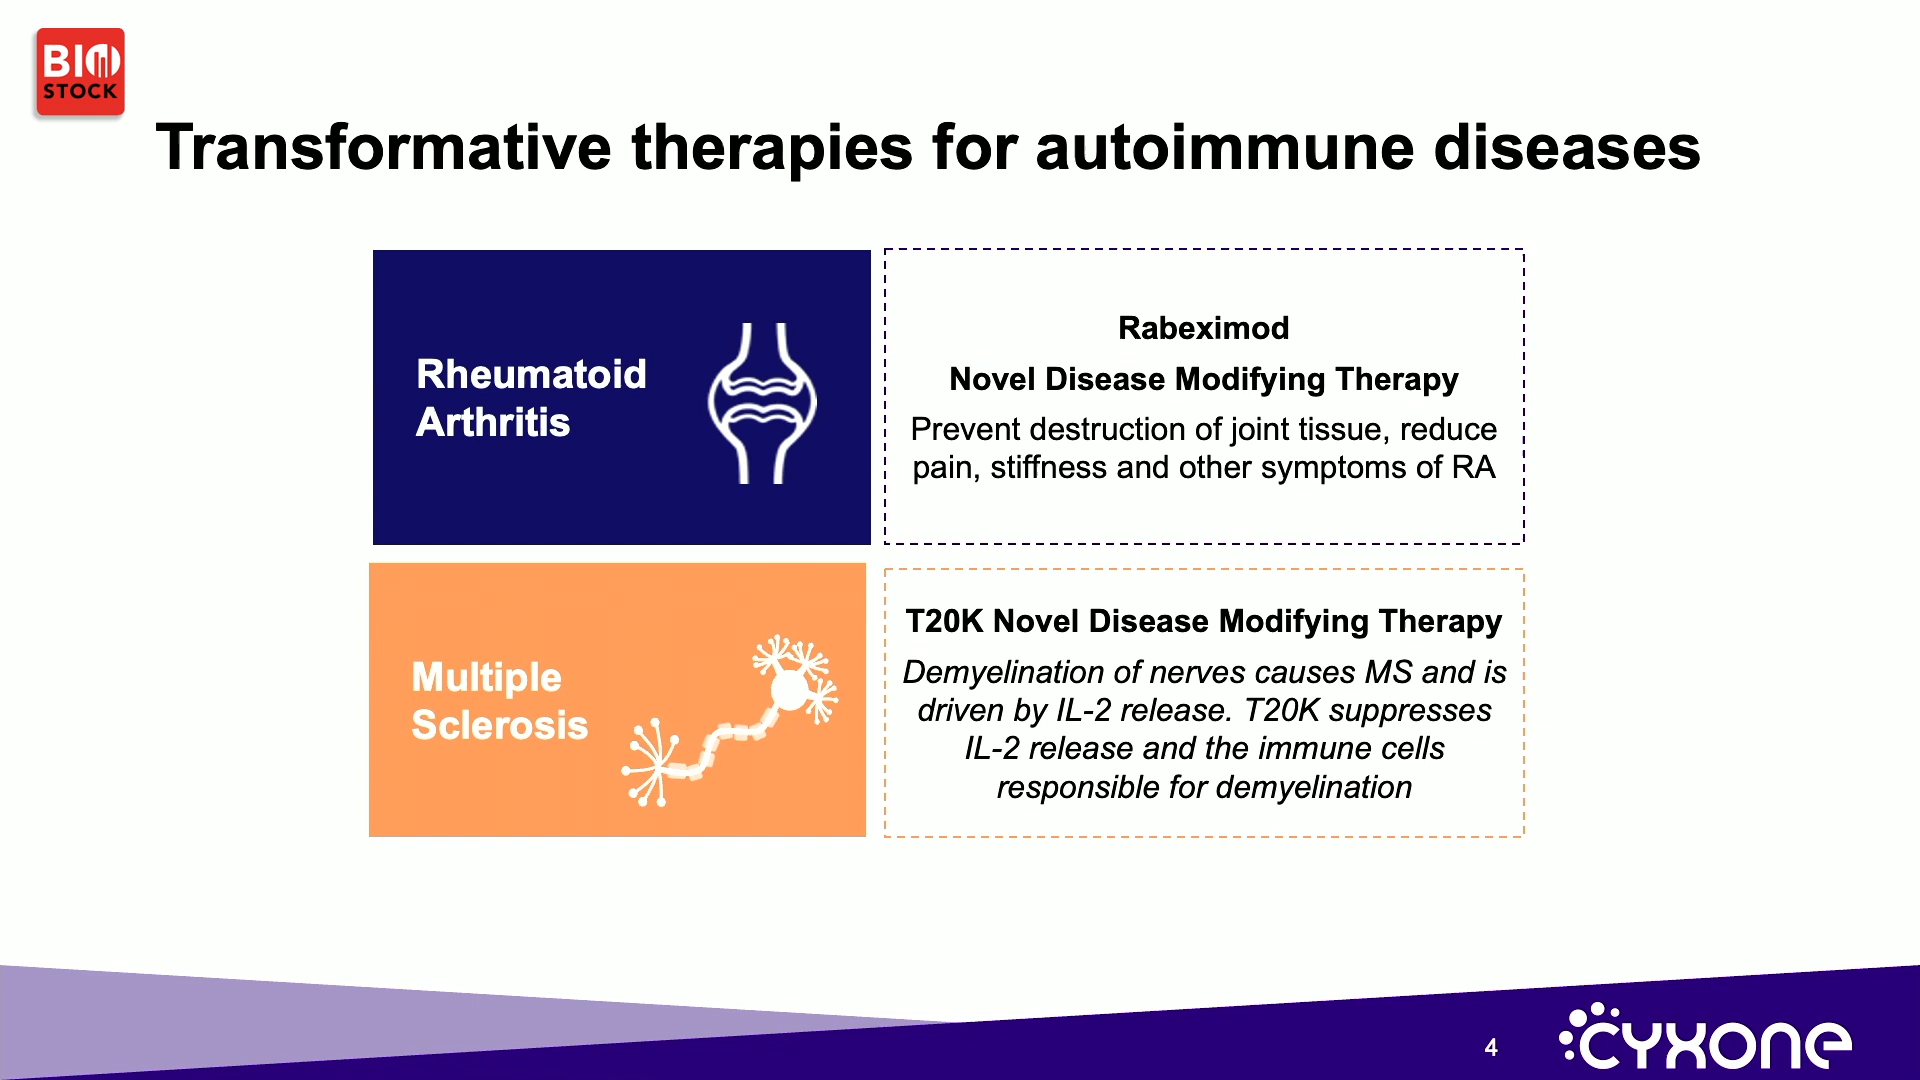 BIO
STOCK
Transformative therapies for autoimmune diseases
Rheumatoid
Arthritis
Rabeximod
Novel Disease Modifying Therapy
Prevent destruction of joint tissue, reduce
pain, stiffness and other symptoms of RA
Multiple
Sclerosis
T20K Novel Disease Modifying Therapy
Demyelination of nerves causes MS and is
driven by IL-2 release. T20K suppresses
IL-2 release and the immune cells
responsible for demyelination
4
cyxone